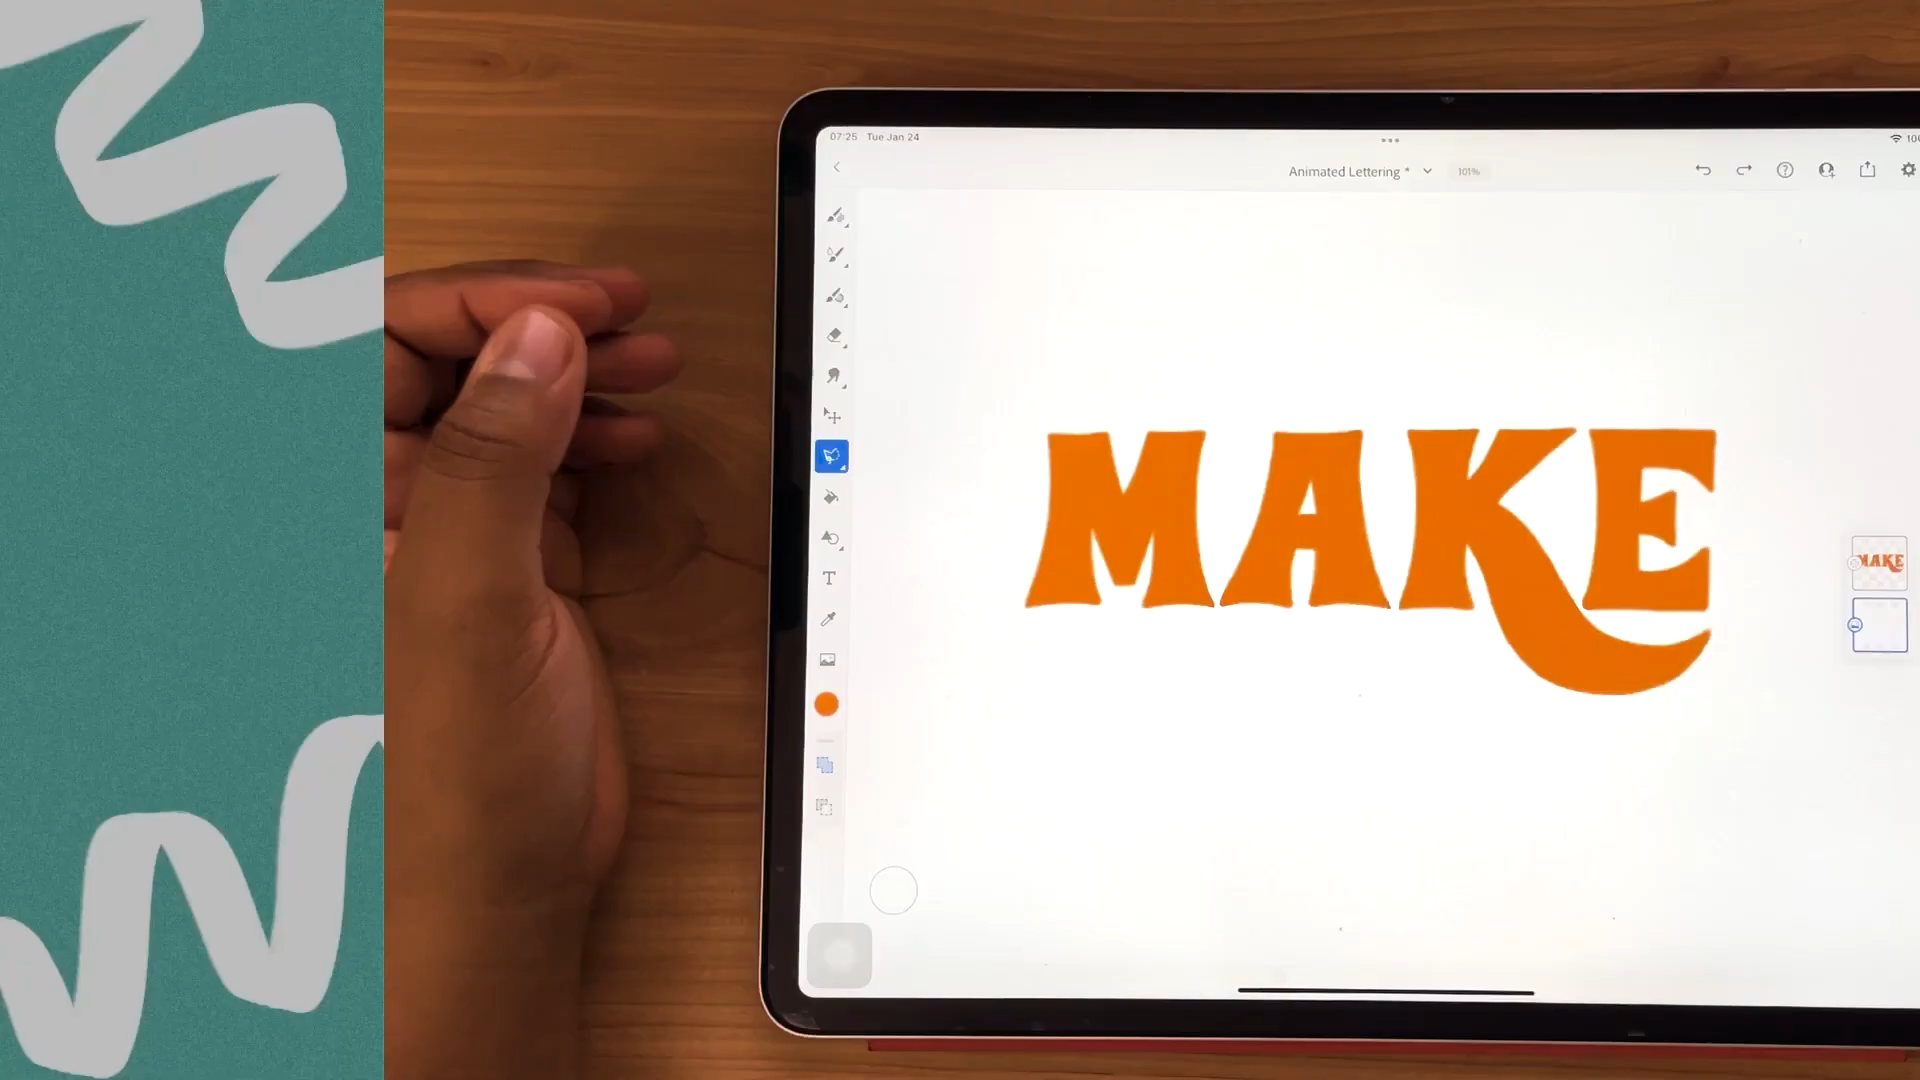 07:25 Tue Jan 24
Animated Lettering * 101%
T
MAKE
MAKE